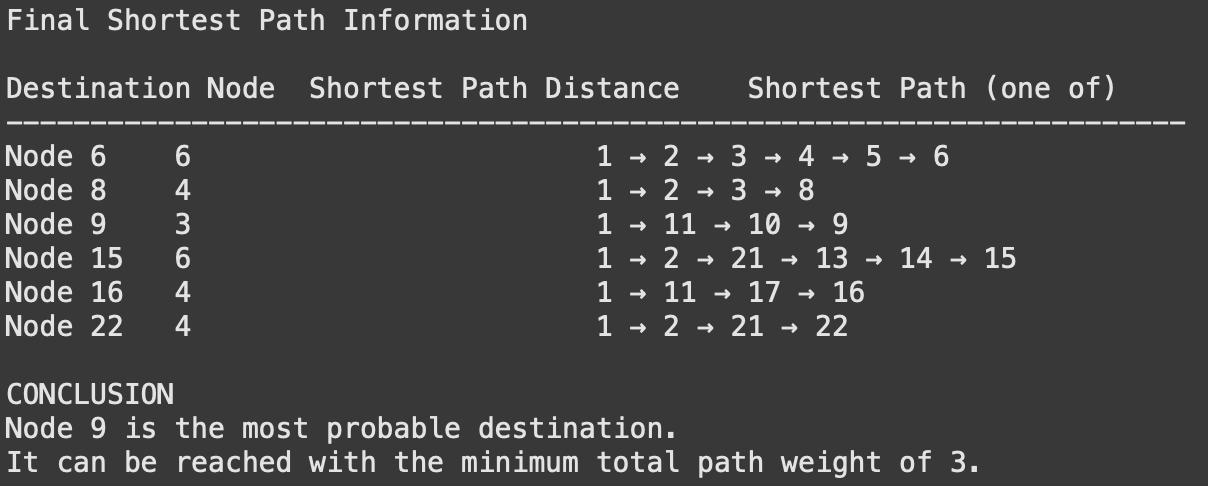 Final Shortest Path Information
Destination Node  Shortest Path Distance    Shortest Path (one of)
----------------------------------------------------------------------
Node 6    6                        1 → 2 → 3 → 4 → 5 → 6
Node 8    4                        1 → 2 → 3 → 8
Node 9    3                        1 → 11 → 10 → 9
Node 15   6                        1 → 2 → 21 → 13 → 14 → 15
Node 16   4                        1 → 11 → 17 → 16
Node 22   4                        1 → 2 → 21 → 22
CONCLUSION
Node 9 is the most probable destination.
It can be reached with the minimum total path weight of 3.